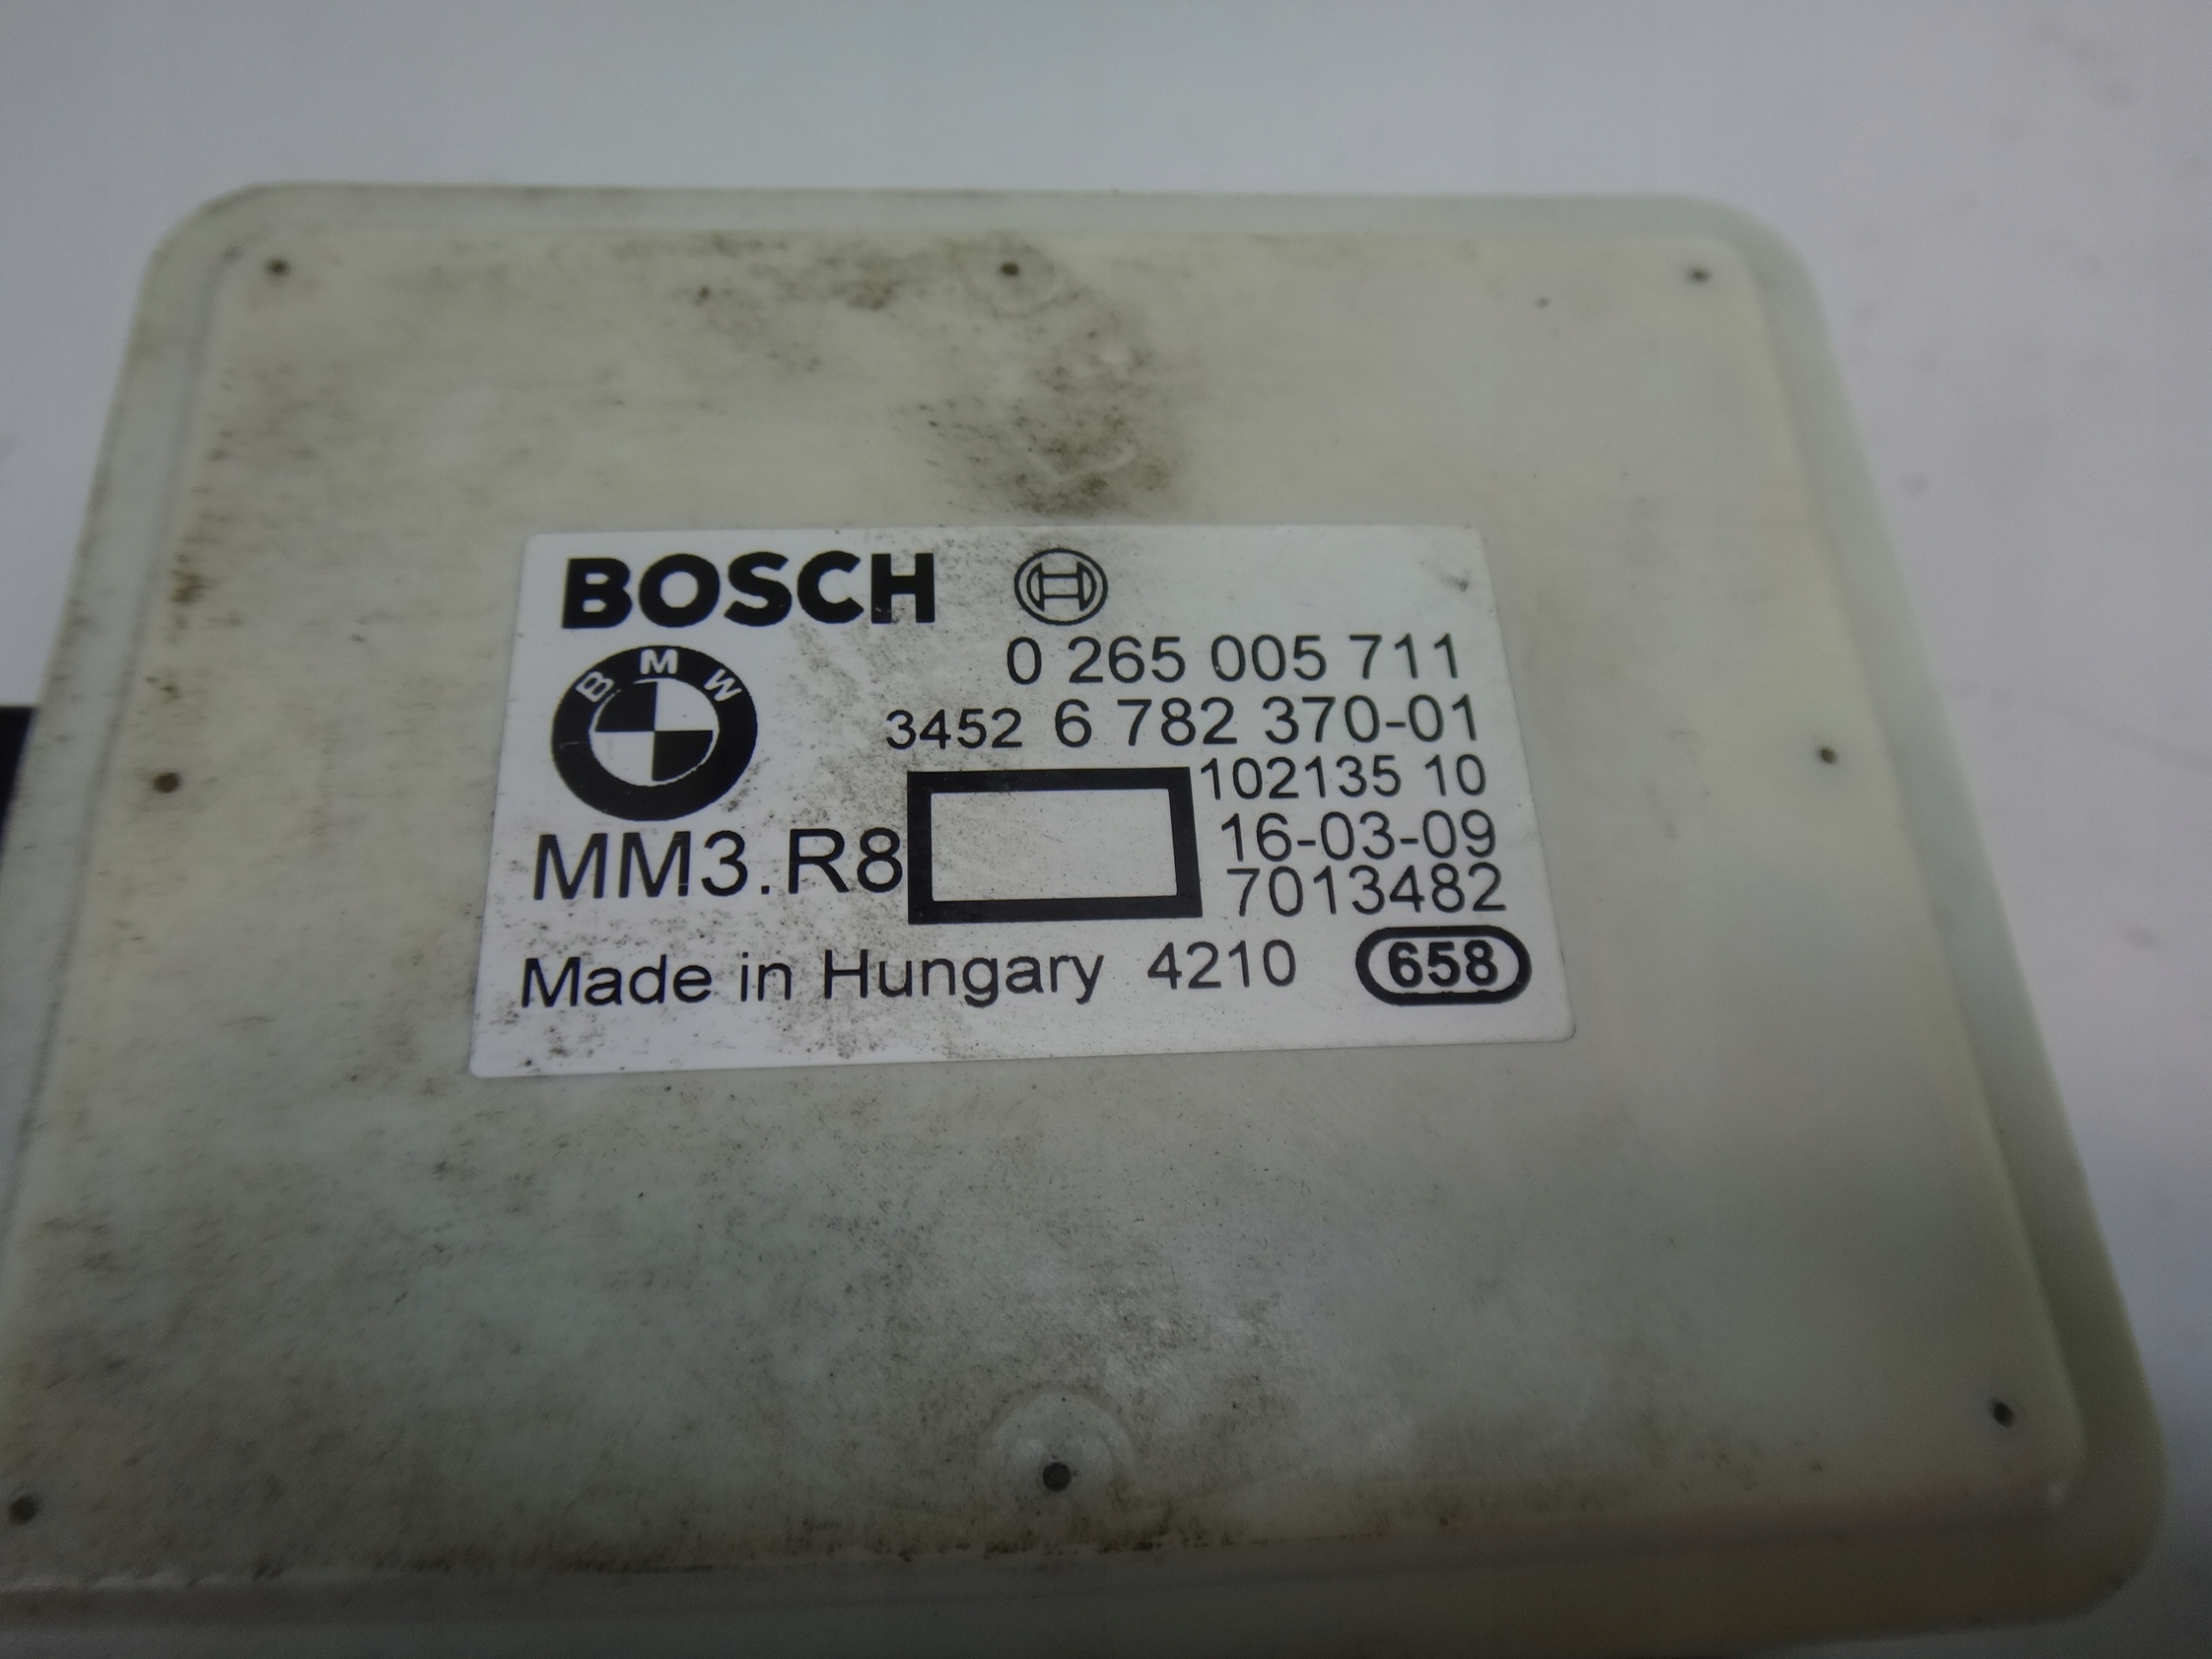 BOSCH
0 265 005 711
BMW
3452 6 782 370-01
102135 10
16-03-09
MM3.R8
7013482
Made in Hungary 4210 658